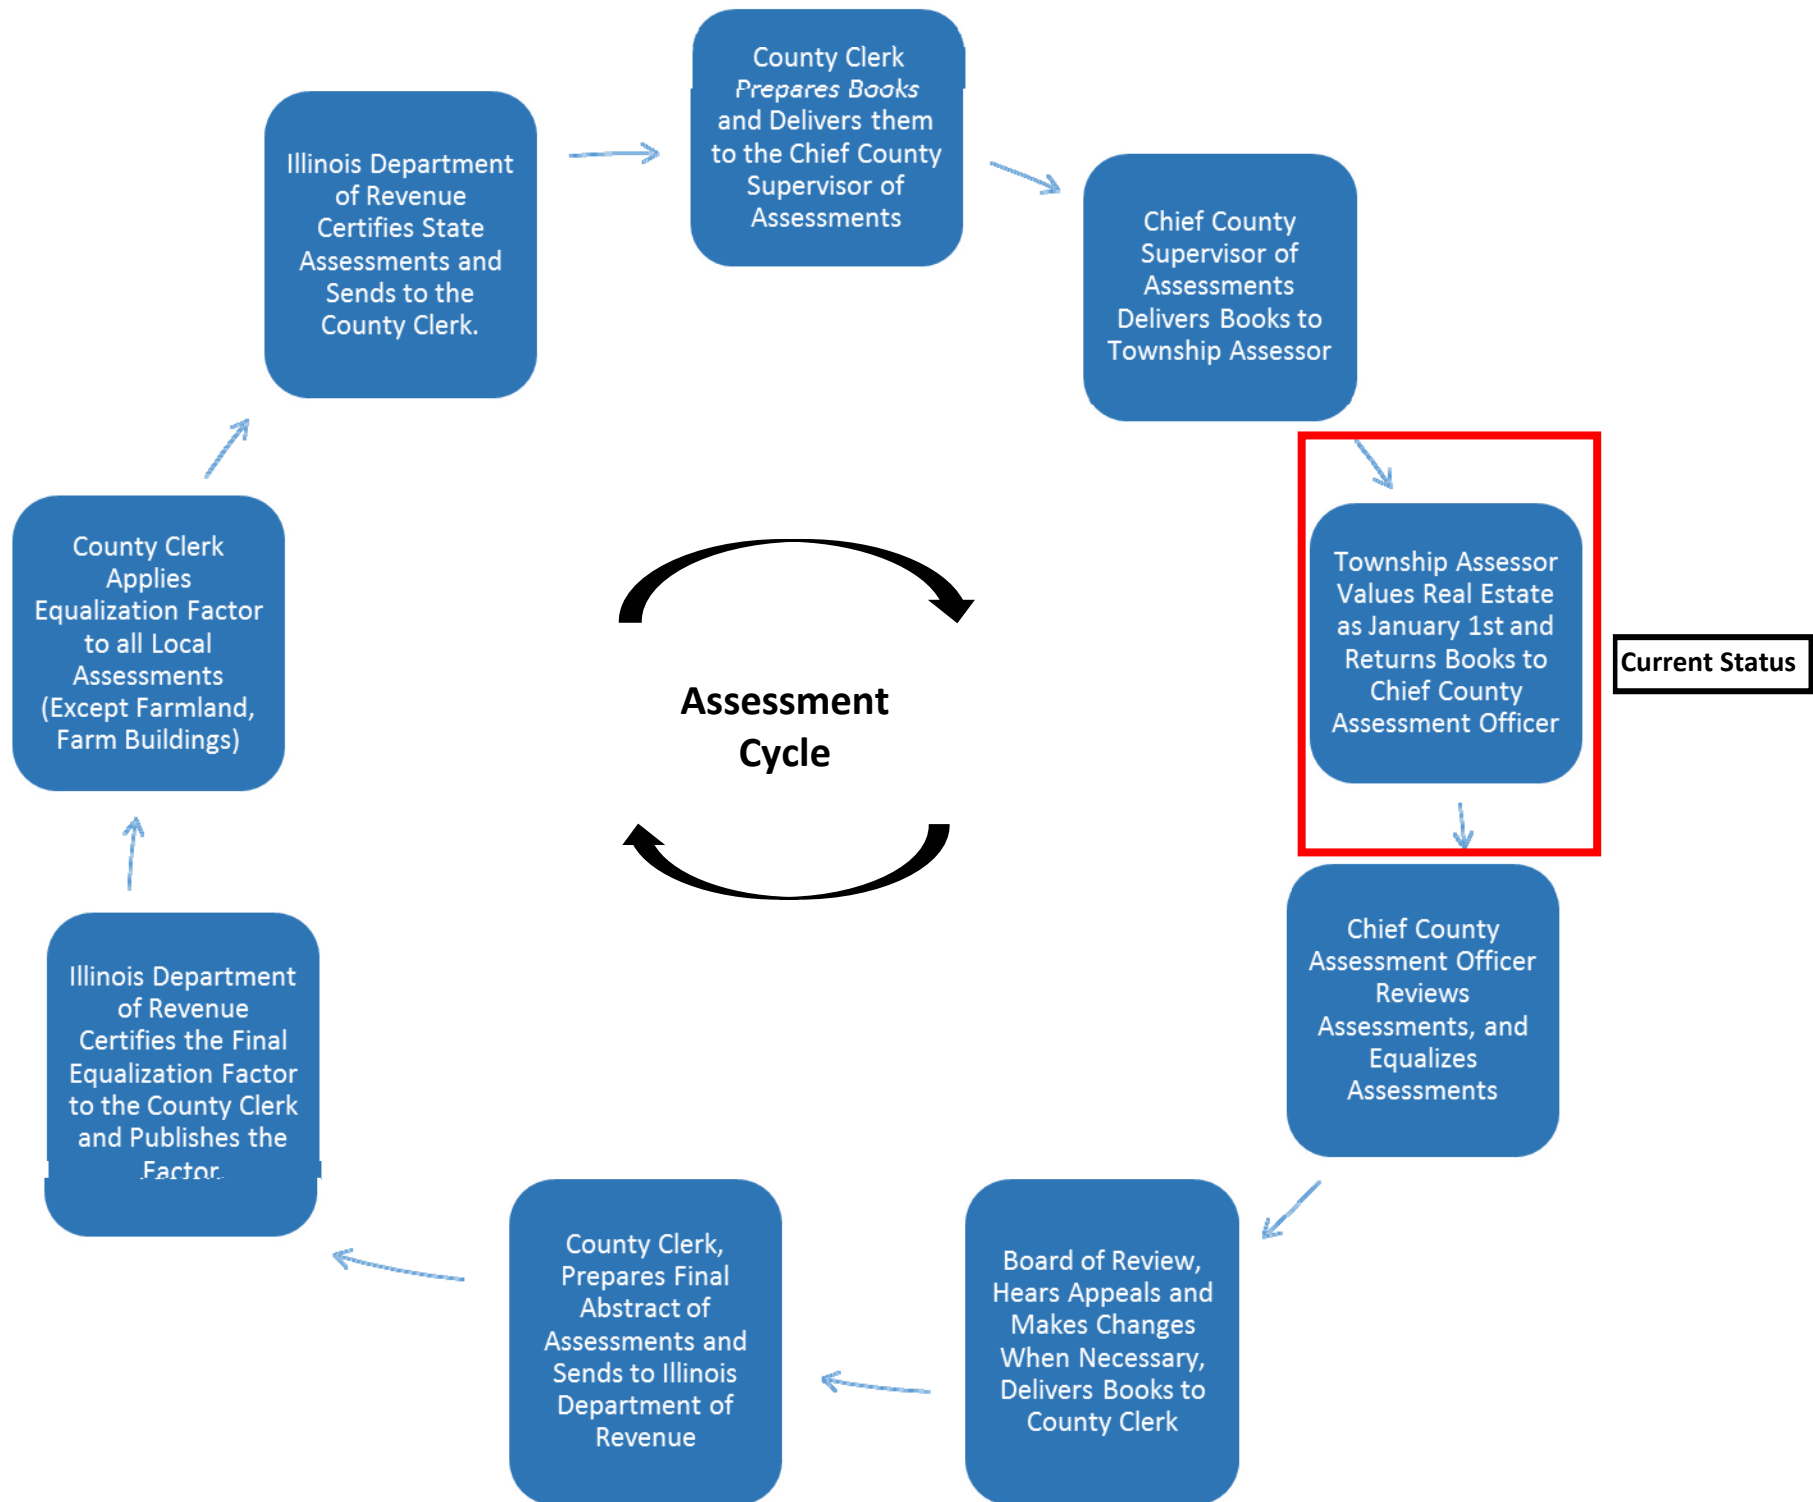 County Clerk
Prepares Books
and Delivers them
to the Chief County
Supervisor of
Assessments
Chief County
Supervisor of
Assessments
Delivers Books to
Township Assessor
Township Assessor
Values Real Estate
as January 1st and
Returns Books to
Chief County
Assessment Officer
Current Status
Chief County
Assessment Officer
Reviews
Assessments, and
Equalizes
Assessments
Board of Review,
Hears Appeals and
Makes Changes
When Necessary,
Delivers Books to
County Clerk
County Clerk,
Prepares Final
Abstract of
Assessments and
Sends to Illinois
Department of
Revenue
Illinois Department
of Revenue
Certifies the Final
Equalization Factor
to the County Clerk
and Publishes the
Factor.
County Clerk
Applies
Equalization Factor
to all Local
Assessments
(Except Farmland,
Farm Buildings)
Illinois Department
of Revenue
Certifies State
Assessments and
Sends to the
County Clerk.
Assessment
Cycle